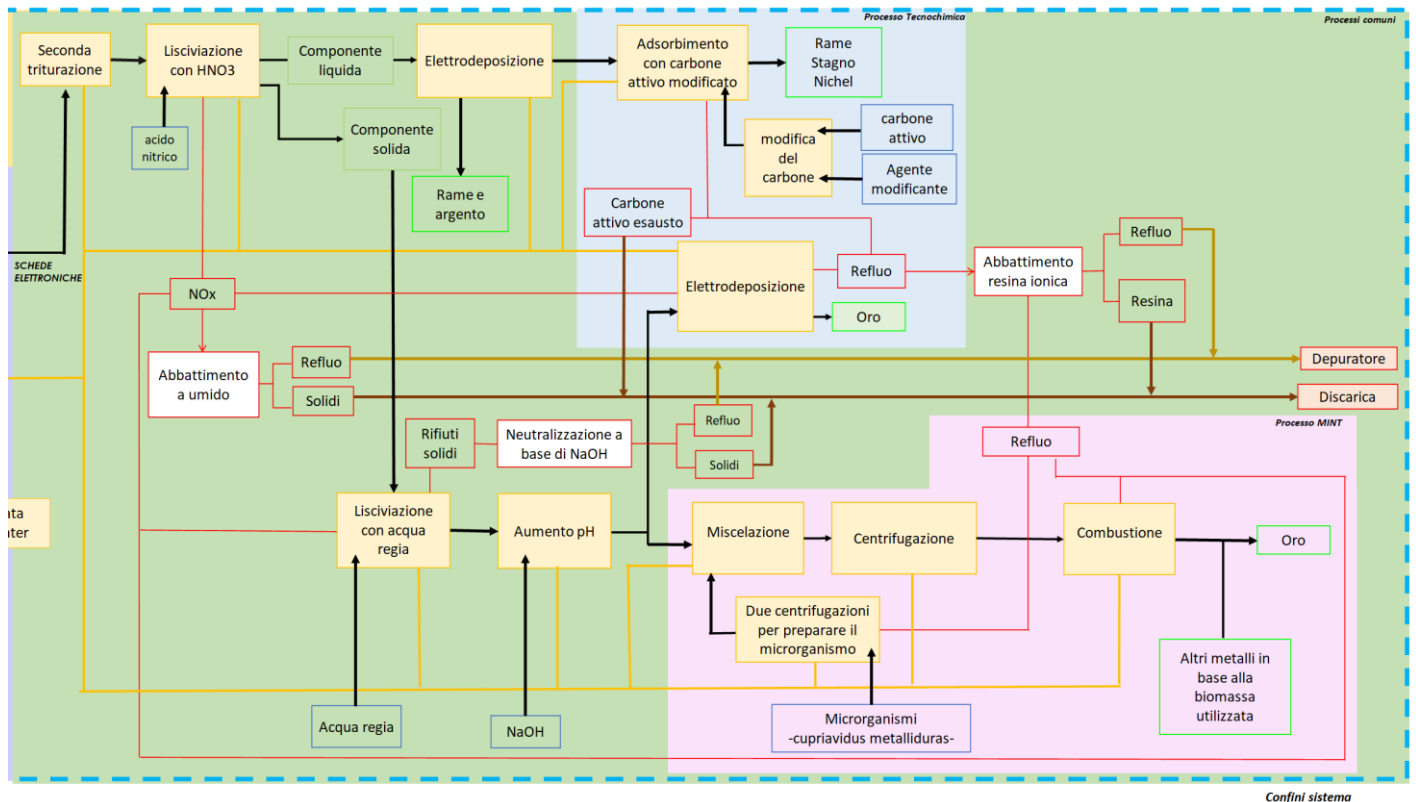 Processo Tecnochimica
Processi comuni
Seconda
triturazione
Lisciviazione
con HNO3
Componente
liquida
Elettrodeposizione
Adsorbimento
con carbone
attivo modificato
Rame
Stagno
Nichel
acido
nitrico
Componente
solida
modifica
del
carbone
carbone
attivo
Agente
modificante
Rame e
argento
Carbone
attivo esausto
Refluo
SCHEDE
ELETTRONICHE
NOx
Elettrodeposizione
Refluo
Abbattimento
resina ionica
Resina
Oro
Abbattimento
a umido
Refluo
Solidi
Depuratore
Discarica
Processo MINT
Rifiuti
solidi
Neutralizzazione a
base di NaOH
Refluo
Solidi
Refluo
ata
nter
Lisciviazione
con acqua
regia
Aumento pH
Miscelazione
Centrifugazione
Combustione
Oro
Due centrifugazioni
per preparare il
microrganismo
Altri metalli in
base alla
biomassa
utilizzata
Acqua regia
NaOH
Microrganismi
-cupriavidus metalliduras-
Confini sistema